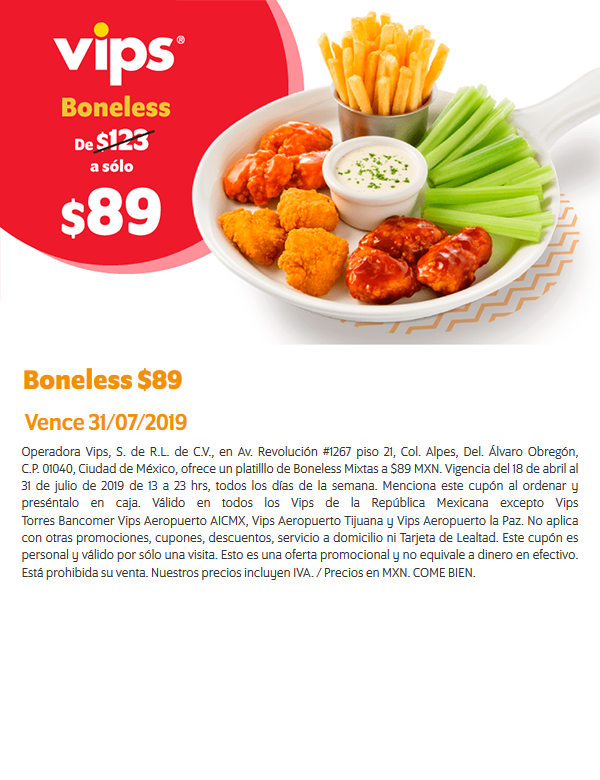 vips®
Boneless
De $123
a sólo
$89
Boneless $89
Vence 31/07/2019
Operadora Vips, S. de R.L. de C.V., en Av. Revolución #1267 piso 21, Col. Alpes, Del. Álvaro Obregón,
C.P. 01040, Ciudad de México, ofrece un platilllo de Boneless Mixtas a $89 MXN. Vigencia del 18 de abril al
31 de julio de 2019 de 13 a 23 hrs, todos los días de la semana. Menciona este cupón al ordenar y
preséntalo en caja. Válido en todos los Vips de la República Mexicana excepto Vips
Torres Bancomer Vips Aeropuerto AICMX, Vips Aeropuerto Tijuana y Vips Aeropuerto la Paz. No aplica
con otras promociones, cupones, descuentos, servicio a domicilio ni Tarjeta de Lealtad. Este cupón es
personal y válido por sólo una visita. Esto es una oferta promocional y no equivale a dinero en efectivo.
Está prohibida su venta. Nuestros precios incluyen IVA. / Precios en MXN. COME BIEN.